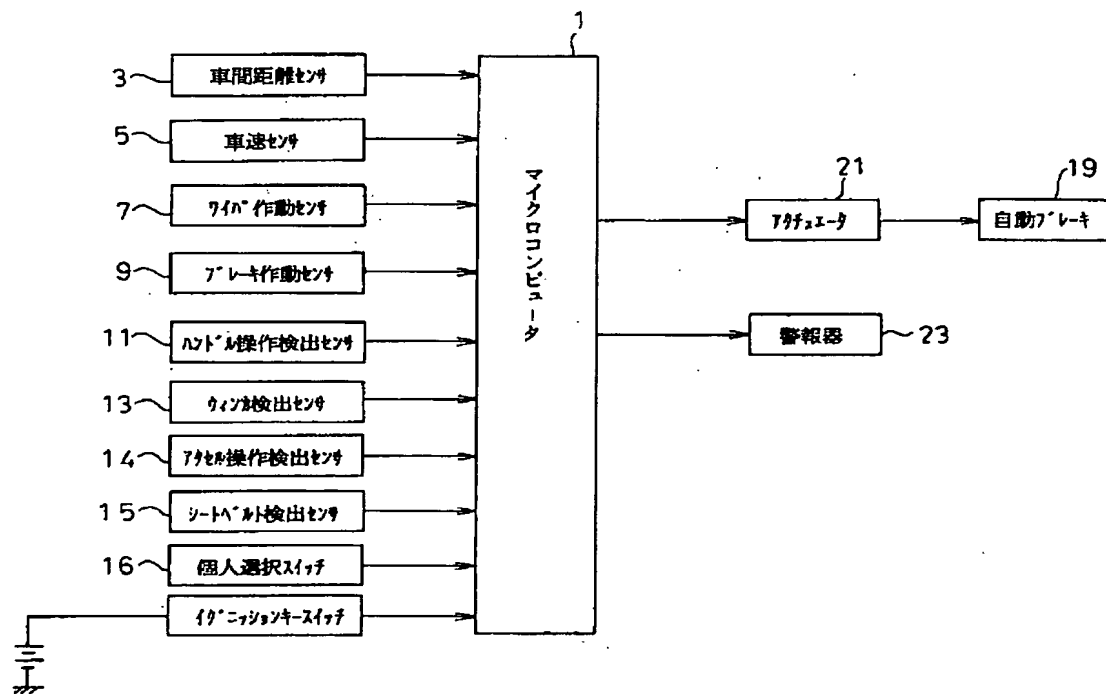 1
3 車間距離センサ
5 車速センサ
7 ワイパ作動センサ
9 ブレーキ作動センサ
11 ハンドル操作検出センサ
13 ウィンカ検出センサ
14 アクセル操作検出センサ
15 シートベルト検出センサ
16 個人選択スイッチ
イグニッションキースイッチ
マイクロコンピュータ
21
アクチュエータ
19
自動ブレーキ
警報器 23